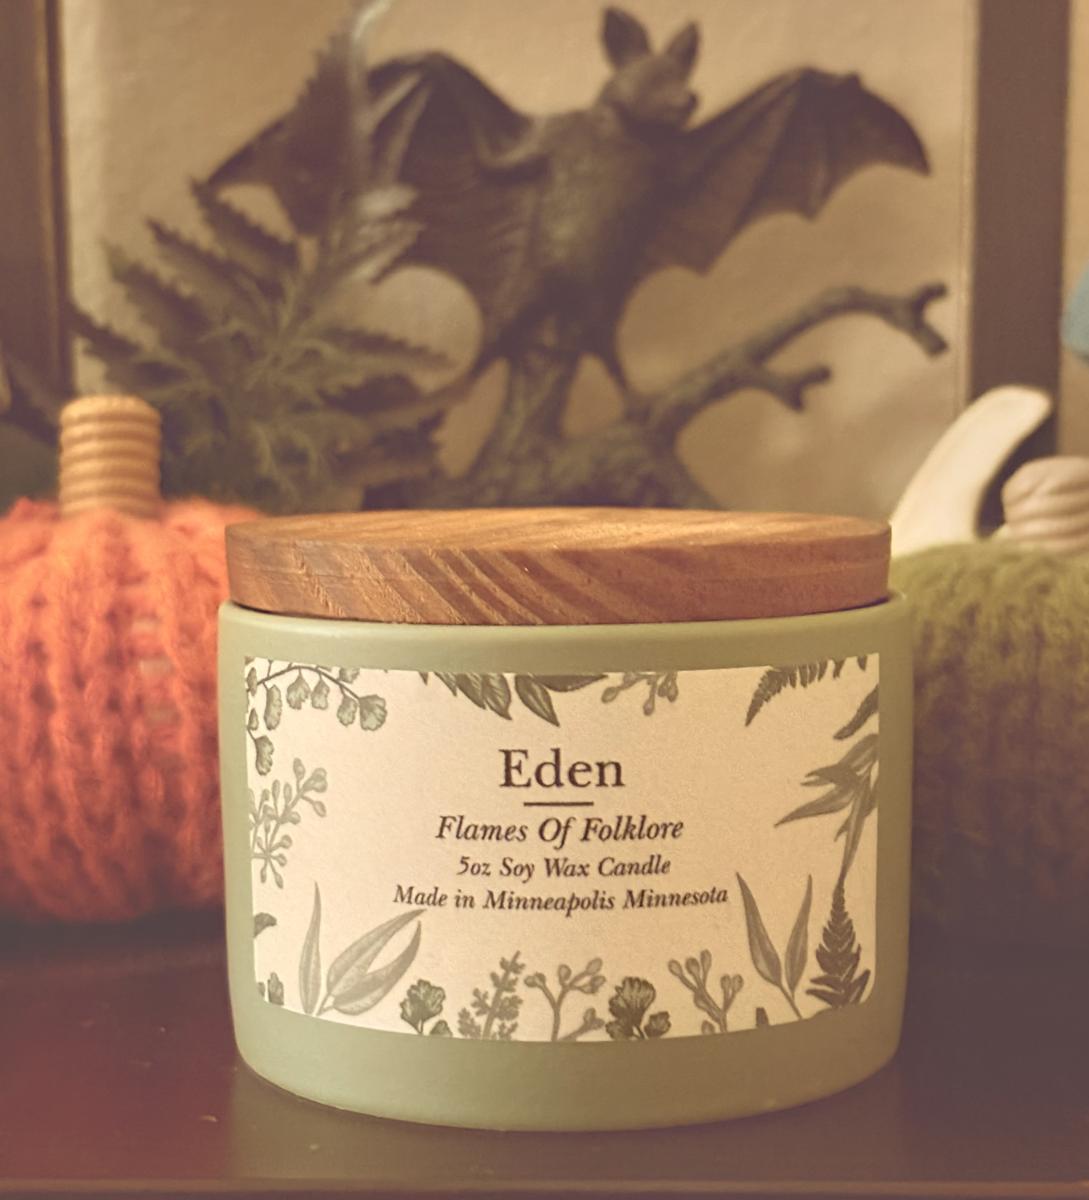 Eden
Flames Of Folklore
5oz Soy Wax Candle
Made in Minneapolis Minnesota